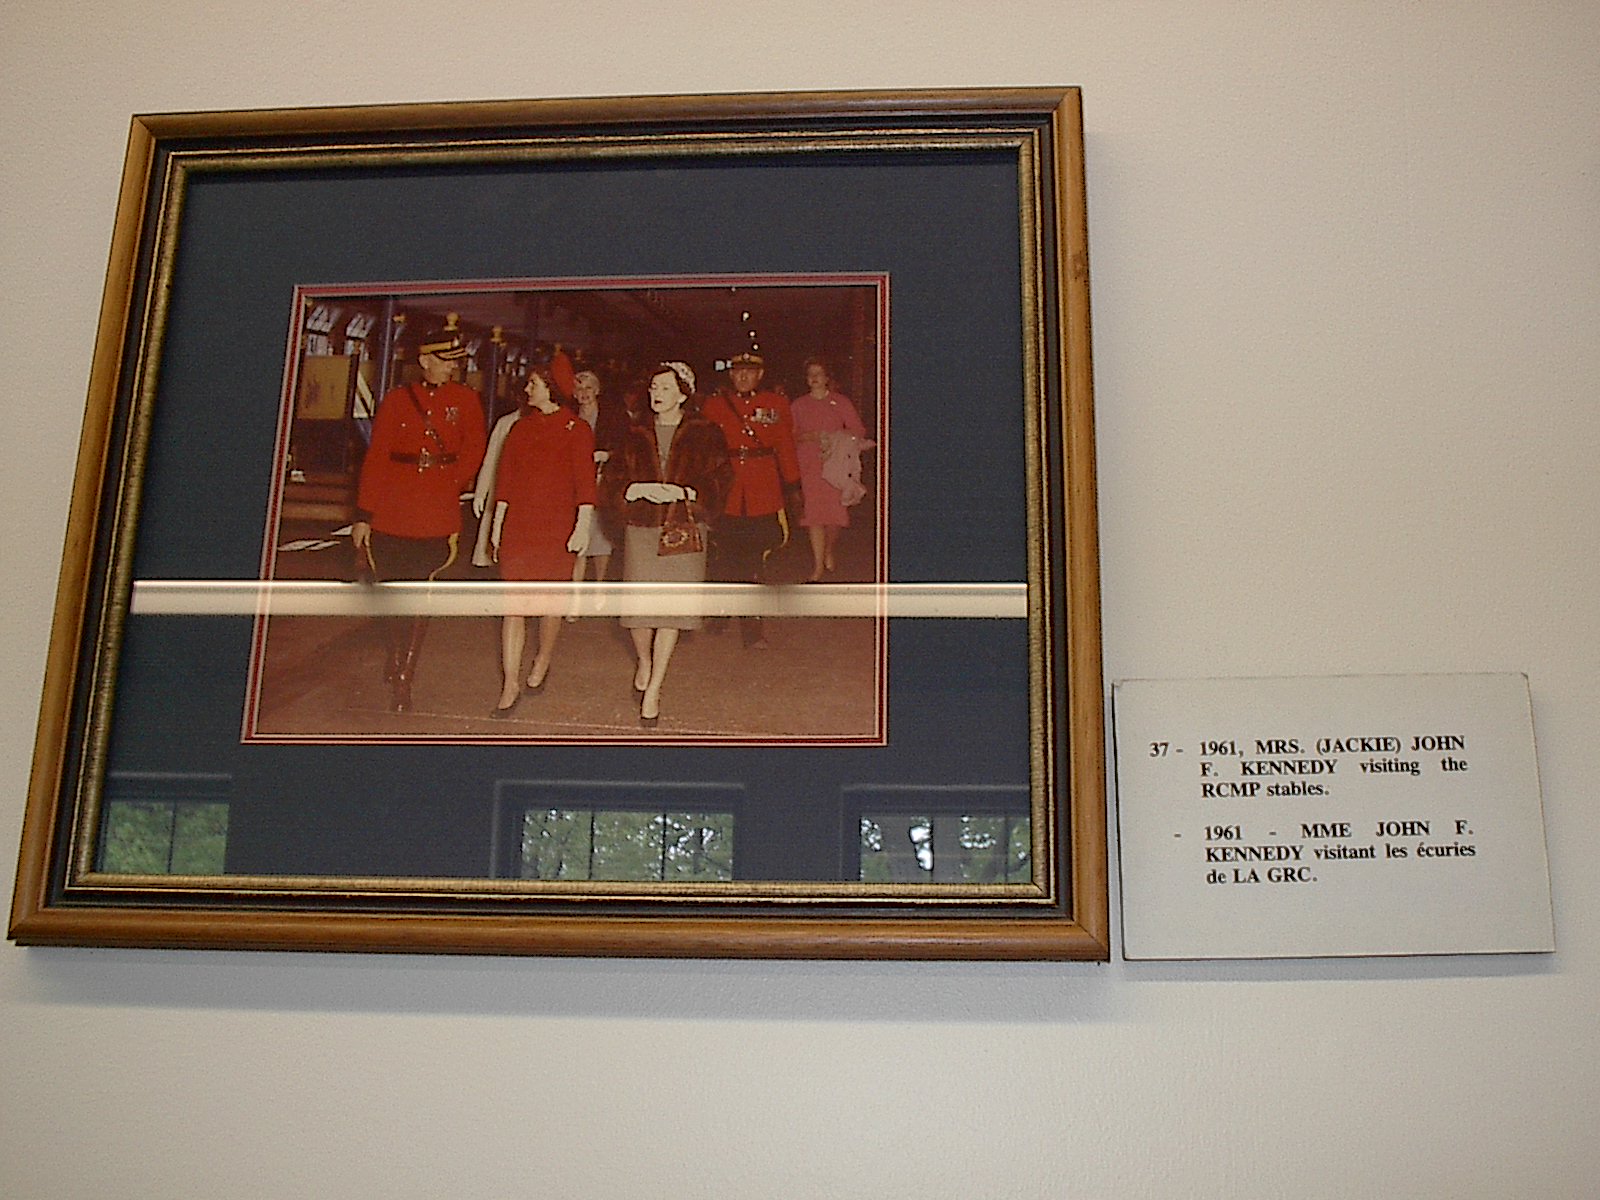 37 - 1961, MRS. (JACKIE) JOHN
F. KENNEDY visiting the
RCMP stables.
- 1961 - MME JOHN F.
KENNEDY visitant les écuries
de LA GRC.